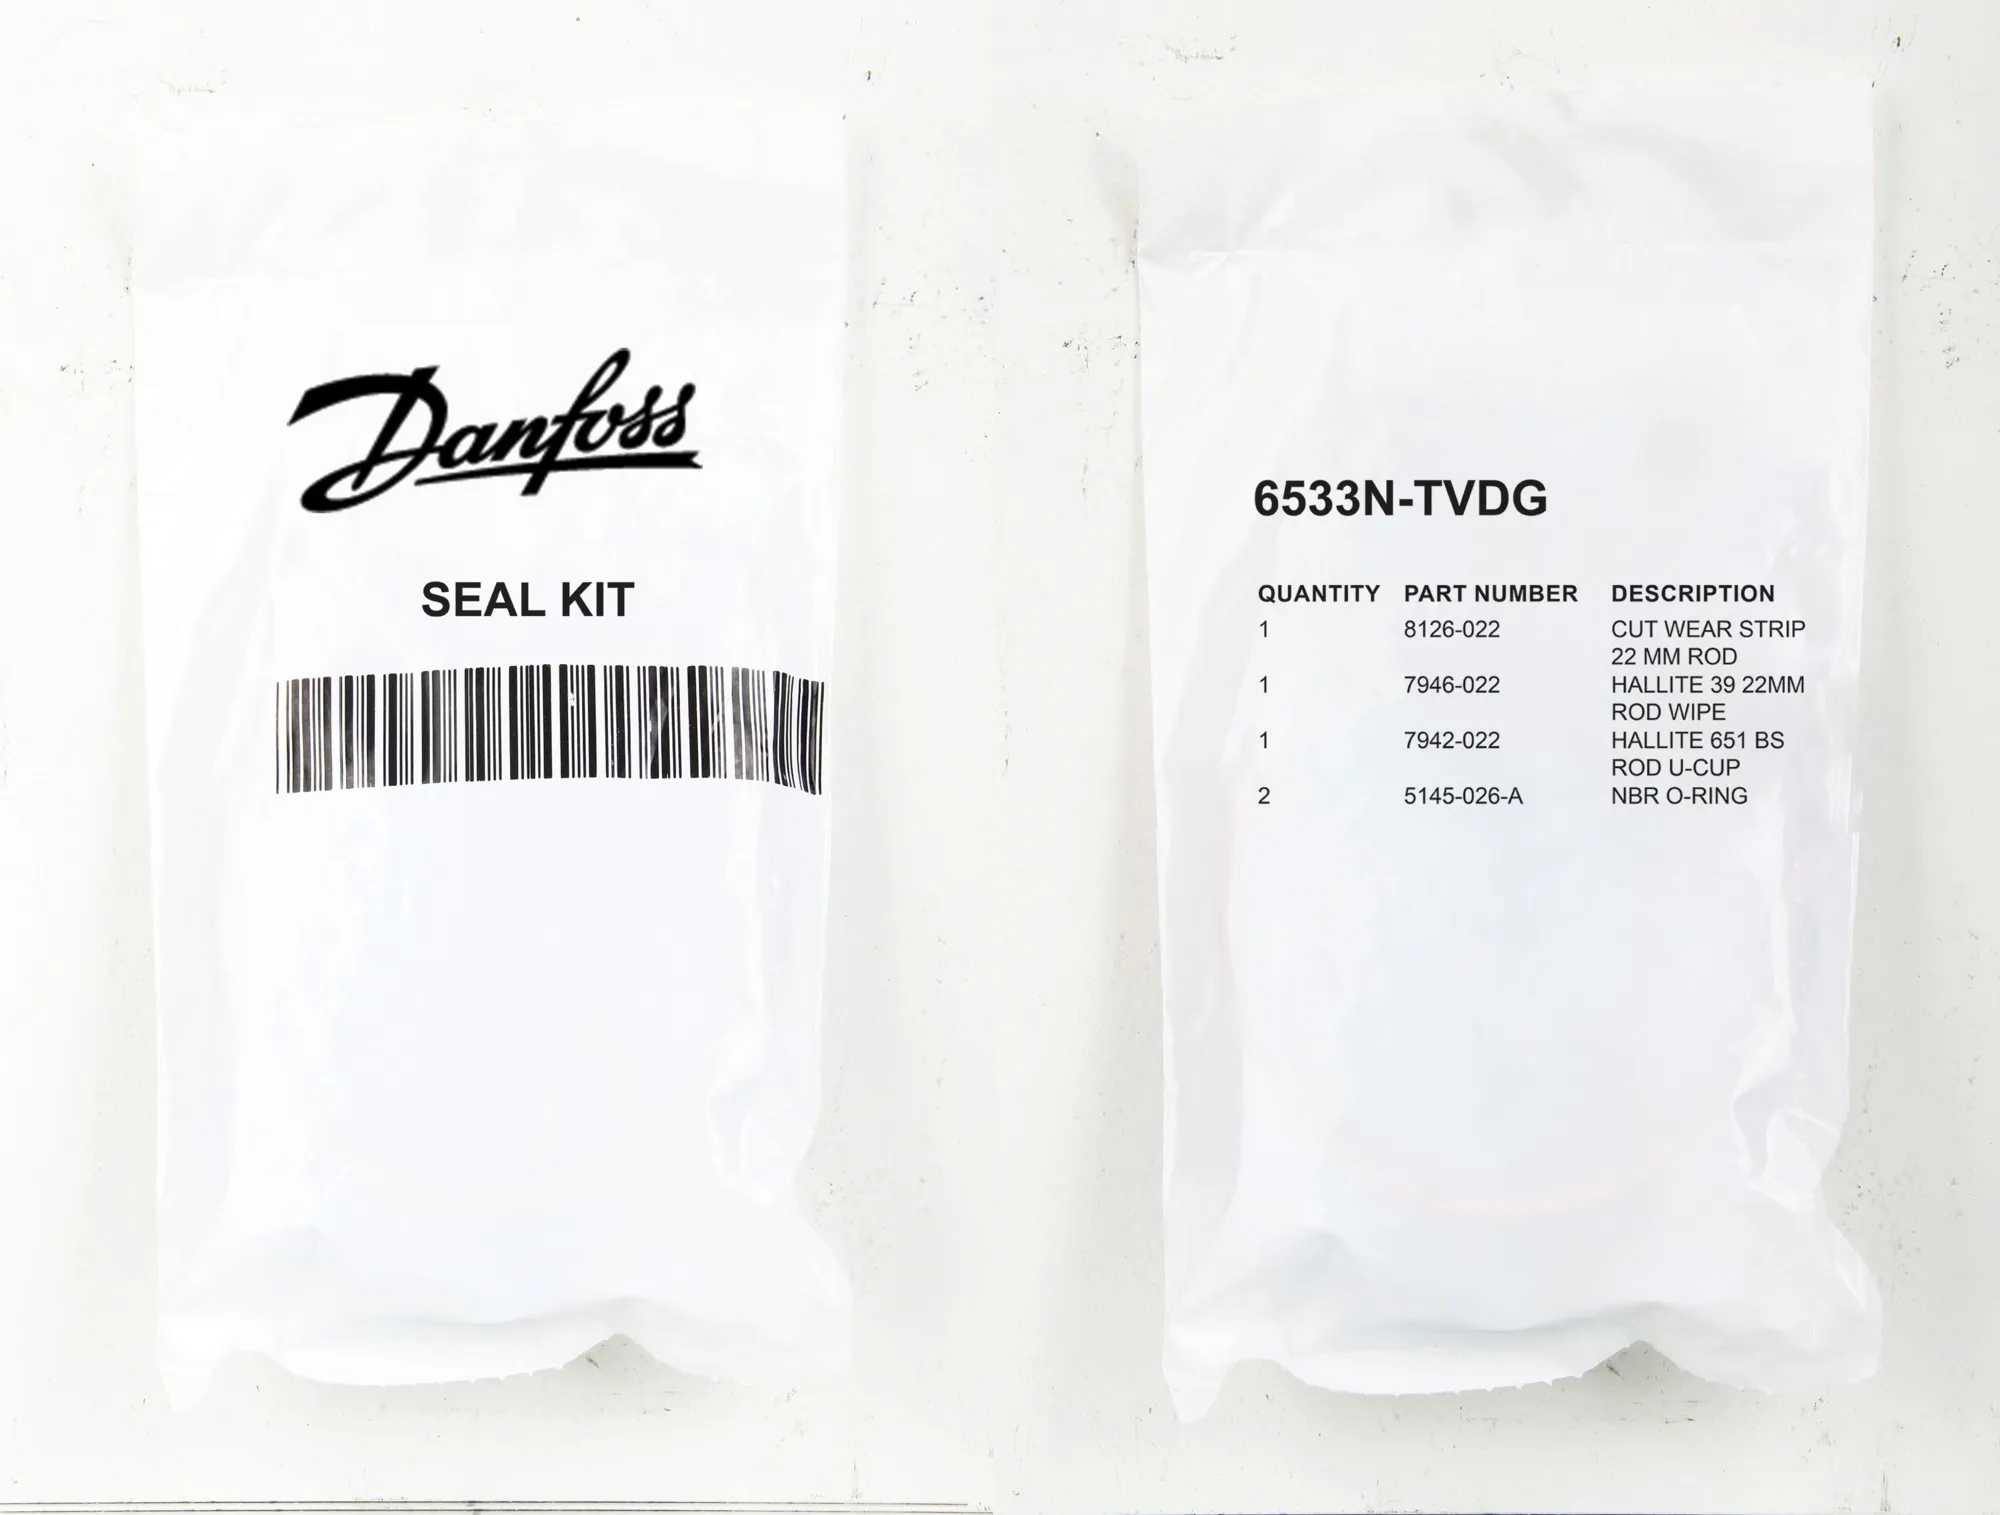 Danfoss
SEAL KIT
6533N-TVDG
QUANTITY PART NUMBER DESCRIPTION
1 8126-022 CUT WEAR STRIP
22 MM ROD
1 7946-022 HALLITE 39 22MM
ROD WIPE
1 7942-022 HALLITE 651 BS
ROD U-CUP
2 5145-026-A NBR O-RING